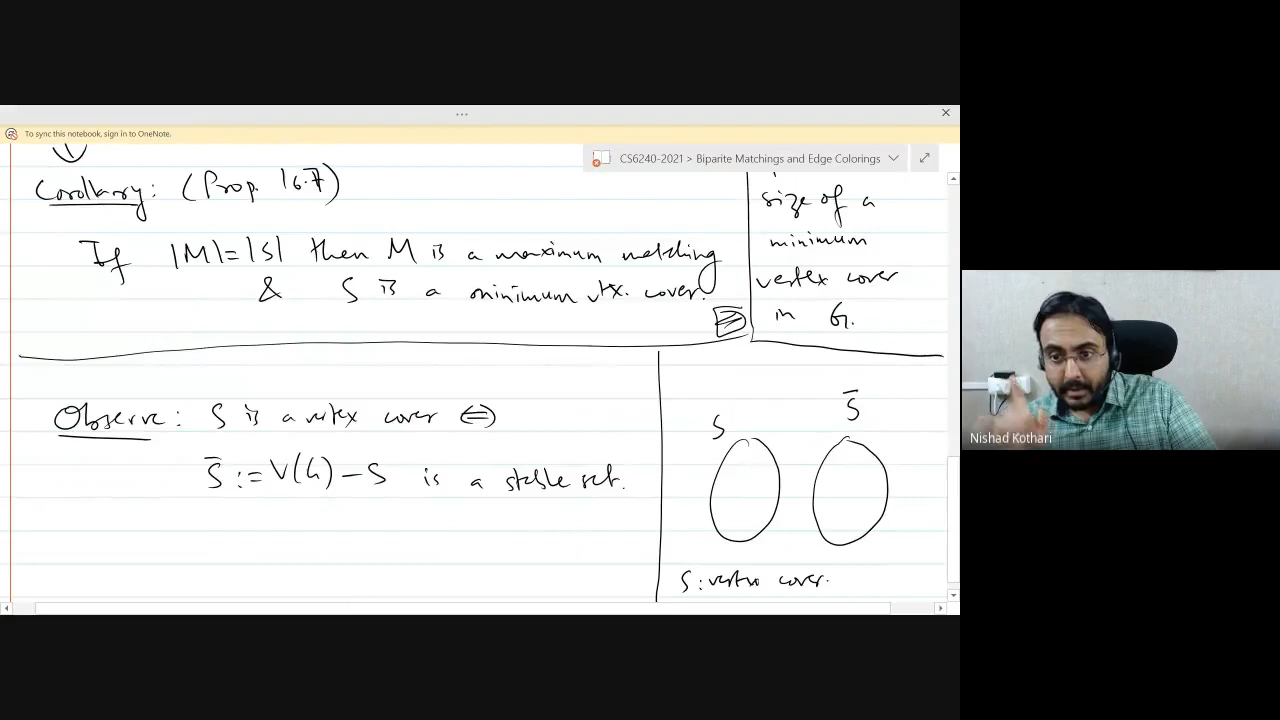 To sync this notebook, sign in to OneNote.
CS6240-2021 > Biparite Matchings and Edge Colorings
1
Corollary: (Prop. 16.7)
If |M|=|S| then M is a maximum matching
& S is a minimum vtx. cover.
size of a
minimum
vertex cover
in G.
Observe: S is a vertex cover ⇔
S̄ := V(G) – S is a stable set.
S S̄
S: vertex cover.
Nishad Kothari